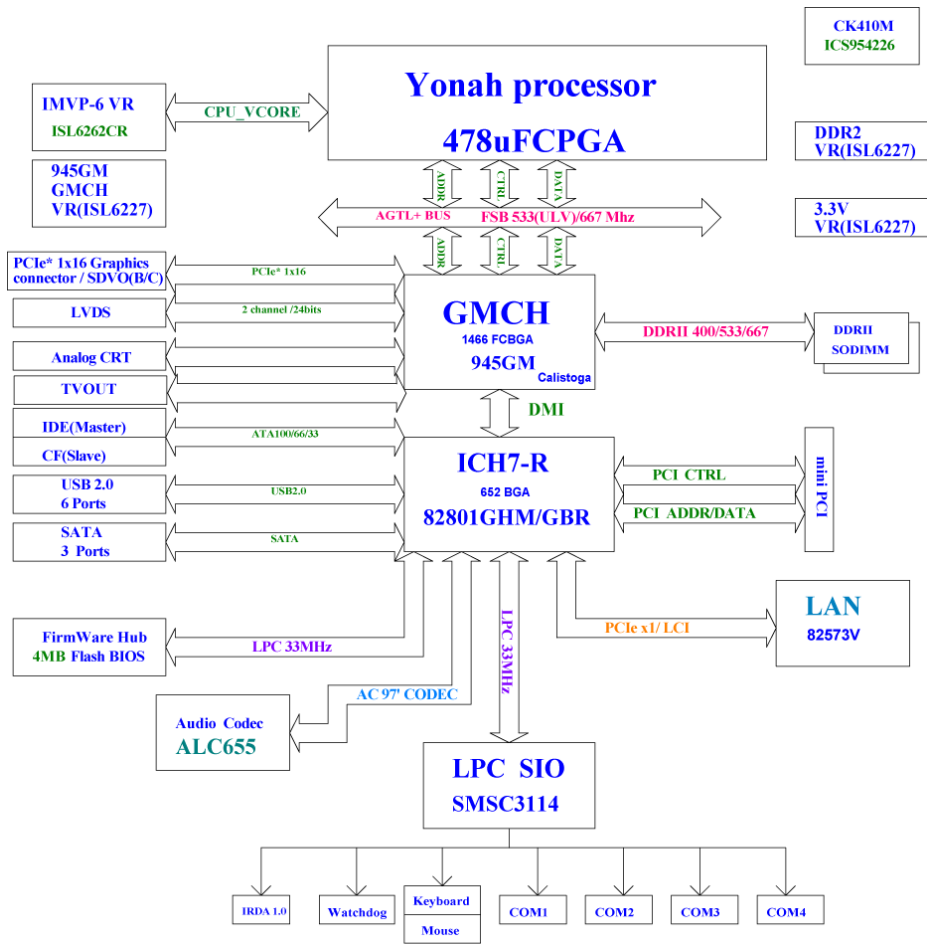 CK410M
ICS954226
Yonah processor
478uFCPGA
IMVP-6 VR
ISL6262CR
CPU_VCORE
DDR2
VR(ISL6227)
945GM
GMCH
VR(ISL6227)
3.3V
VR(ISL6227)
ADDR
CTRL
DATA
AGTL+ BUS
FSB 533(ULV)/667 Mhz
ADDR
CTRL
DATA
PCIe* 1x16 Graphics
connector / SDVO(B/C)
PCIe* 1x16
LVDS
2 channel /24bits
Analog CRT
TVOUT
GMCH
1466 FCBGA
945GM
Calistoga
DDRII 400/533/667
DDRII
SODIMM
DMI
IDE(Master)
CF(Slave)
ATA100/66/33
USB 2.0
6 Ports
USB2.0
SATA
3 Ports
SATA
ICH7-R
652 BGA
82801GHM/GBR
PCI CTRL
PCI ADDR/DATA
mini PCI
LAN
82573V
PCIe x1/ LCI
FirmWare Hub
4MB Flash BIOS
LPC 33MHz
LPC 33MHz
AC 97' CODEC
Audio Codec
ALC655
LPC SIO
SMSC3114
IRDA 1.0
Watchdog
Keyboard
Mouse
COM1
COM2
COM3
COM4